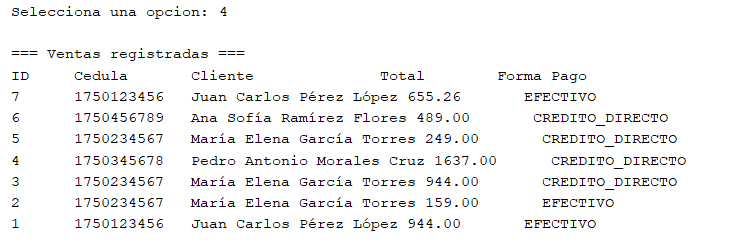 Selecciona una opcion: 4
=== Ventas registradas ===
ID Cedula Cliente Total Forma Pago
7 1750123456 Juan Carlos Pérez López 655.26 EFECTIVO
6 1750456789 Ana Sofía Ramírez Flores 489.00 CREDITO_DIRECTO
5 1750234567 María Elena García Torres 249.00 CREDITO_DIRECTO
4 1750345678 Pedro Antonio Morales Cruz 1637.00 CREDITO_DIRECTO
3 1750234567 María Elena García Torres 944.00 CREDITO_DIRECTO
2 1750234567 María Elena García Torres 159.00 EFECTIVO
1 1750123456 Juan Carlos Pérez López 944.00 EFECTIVO